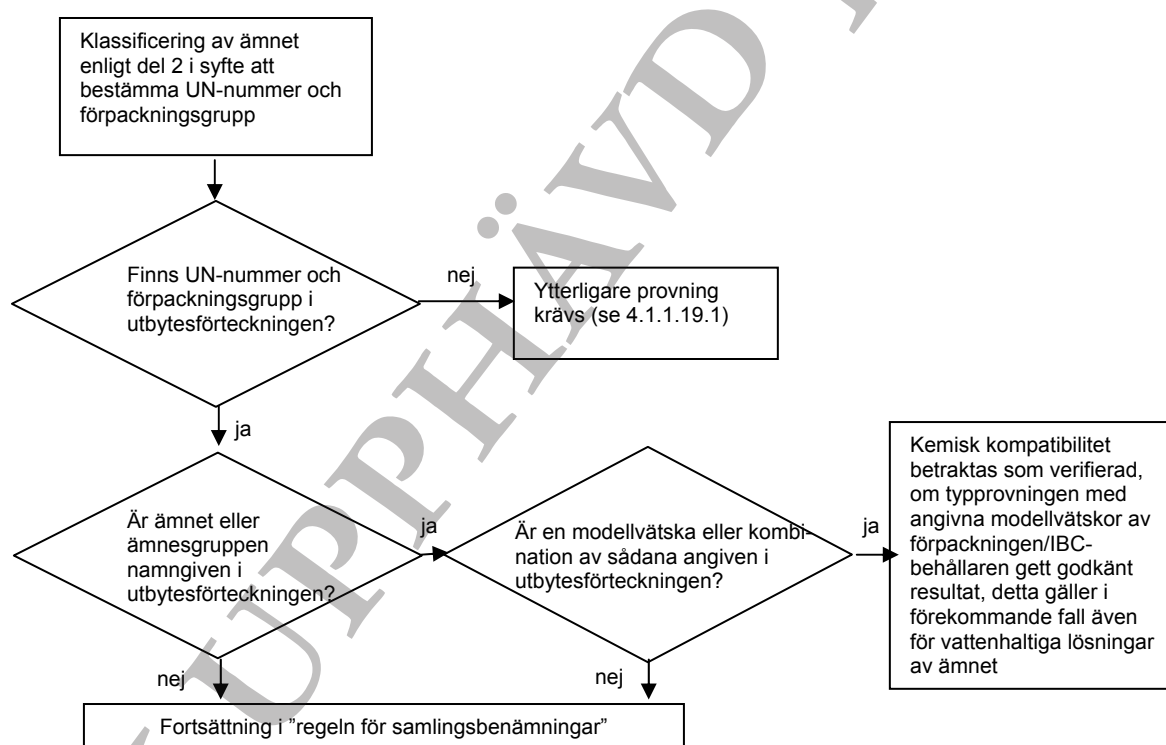 Klassificering av ämnet
enligt del 2 i syfte att
bestämma UN-nummer och
förpackningsgrupp
Finns UN-nummer och
förpackningsgrupp i
utbytesförteckningen?
nej
Ytterligare provning
krävs (se 4.1.1.19.1)
ja
Är ämnet eller
ämnesgruppen
namngiven i
utbytesförteckningen?
ja
Är en modellvätska eller kombi-
nation av sådana angiven i
utbytesförteckningen?
ja
Kemisk kompatibilitet
betraktas som verifierad,
om typprovningen med
angivna modellvätskor av
förpackningen/IBC-
behållaren gett godkänt
resultat, detta gäller i
förekommande fall även
för vattenhaltiga lösningar
av ämnet
nej
nej
Fortsättning i ”regeln för samlingsbenämningar”
UPPHÄVD